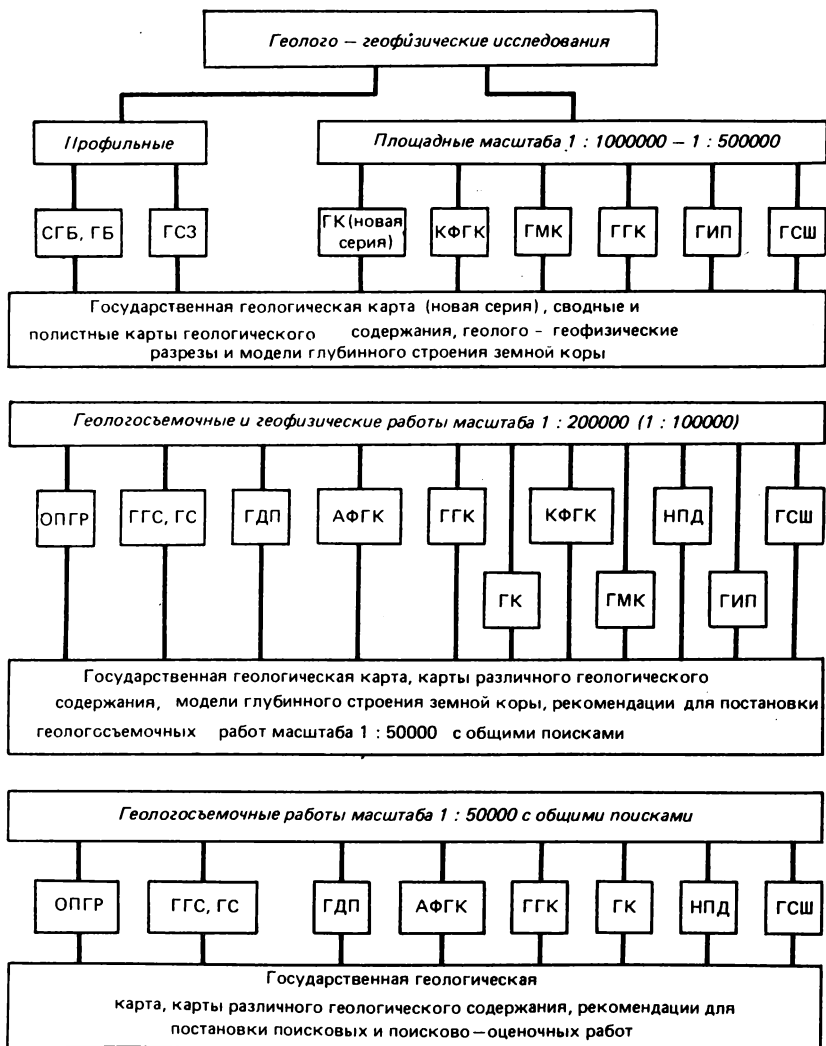 Геолого – геофизические исследования
Профильные
Площадные масштаба 1 : 1000000 – 1 : 500000
СГБ, ГБ
ГСЗ
ГК (новая
серия)
КФГК
ГМК
ГГК
ГИП
ГСШ
Государственная геологическая карта (новая серия), сводные и
полистные карты геологического содержания, геолого – геофизические
разрезы и модели глубинного строения земной коры
Геологосъемочные и геофизические работы масштаба 1 : 200000 (1 : 100000)
ОПГР
ГГС, ГС
ГДП
АФГК
ГГК
КФГК
НПД
ГСШ
ГК
ГМК
ГИП
Государственная геологическая карта, карты различного геологического
содержания, модели глубинного строения земной коры, рекомендации для постановки
геологосъемочных работ масштаба 1 : 50000 с общими поисками
Геологосъемочные работы масштаба 1 : 50000 с общими поисками
ОПГР
ГГС, ГС
ГДП
АФГК
ГГК
ГК
НПД
ГСШ
Государственная геологическая
карта, карты различного геологического содержания, рекомендации для
постановки поисковых и поисково—оценочных работ